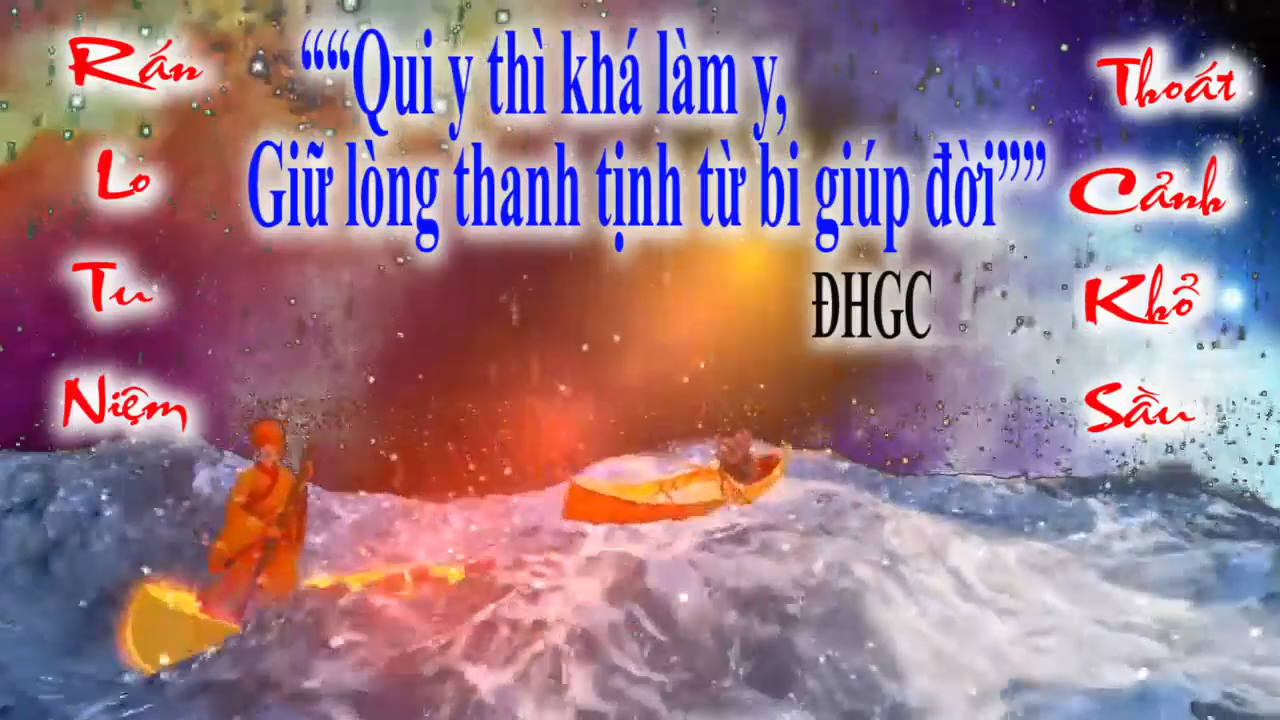 Rán
Lo
Tu
Niệm
““Qui y thì khá làm y,
Giữ lòng thanh tịnh từ bi giúp đời””
ĐHGC
Thoát
Cảnh
Khổ
Sầu